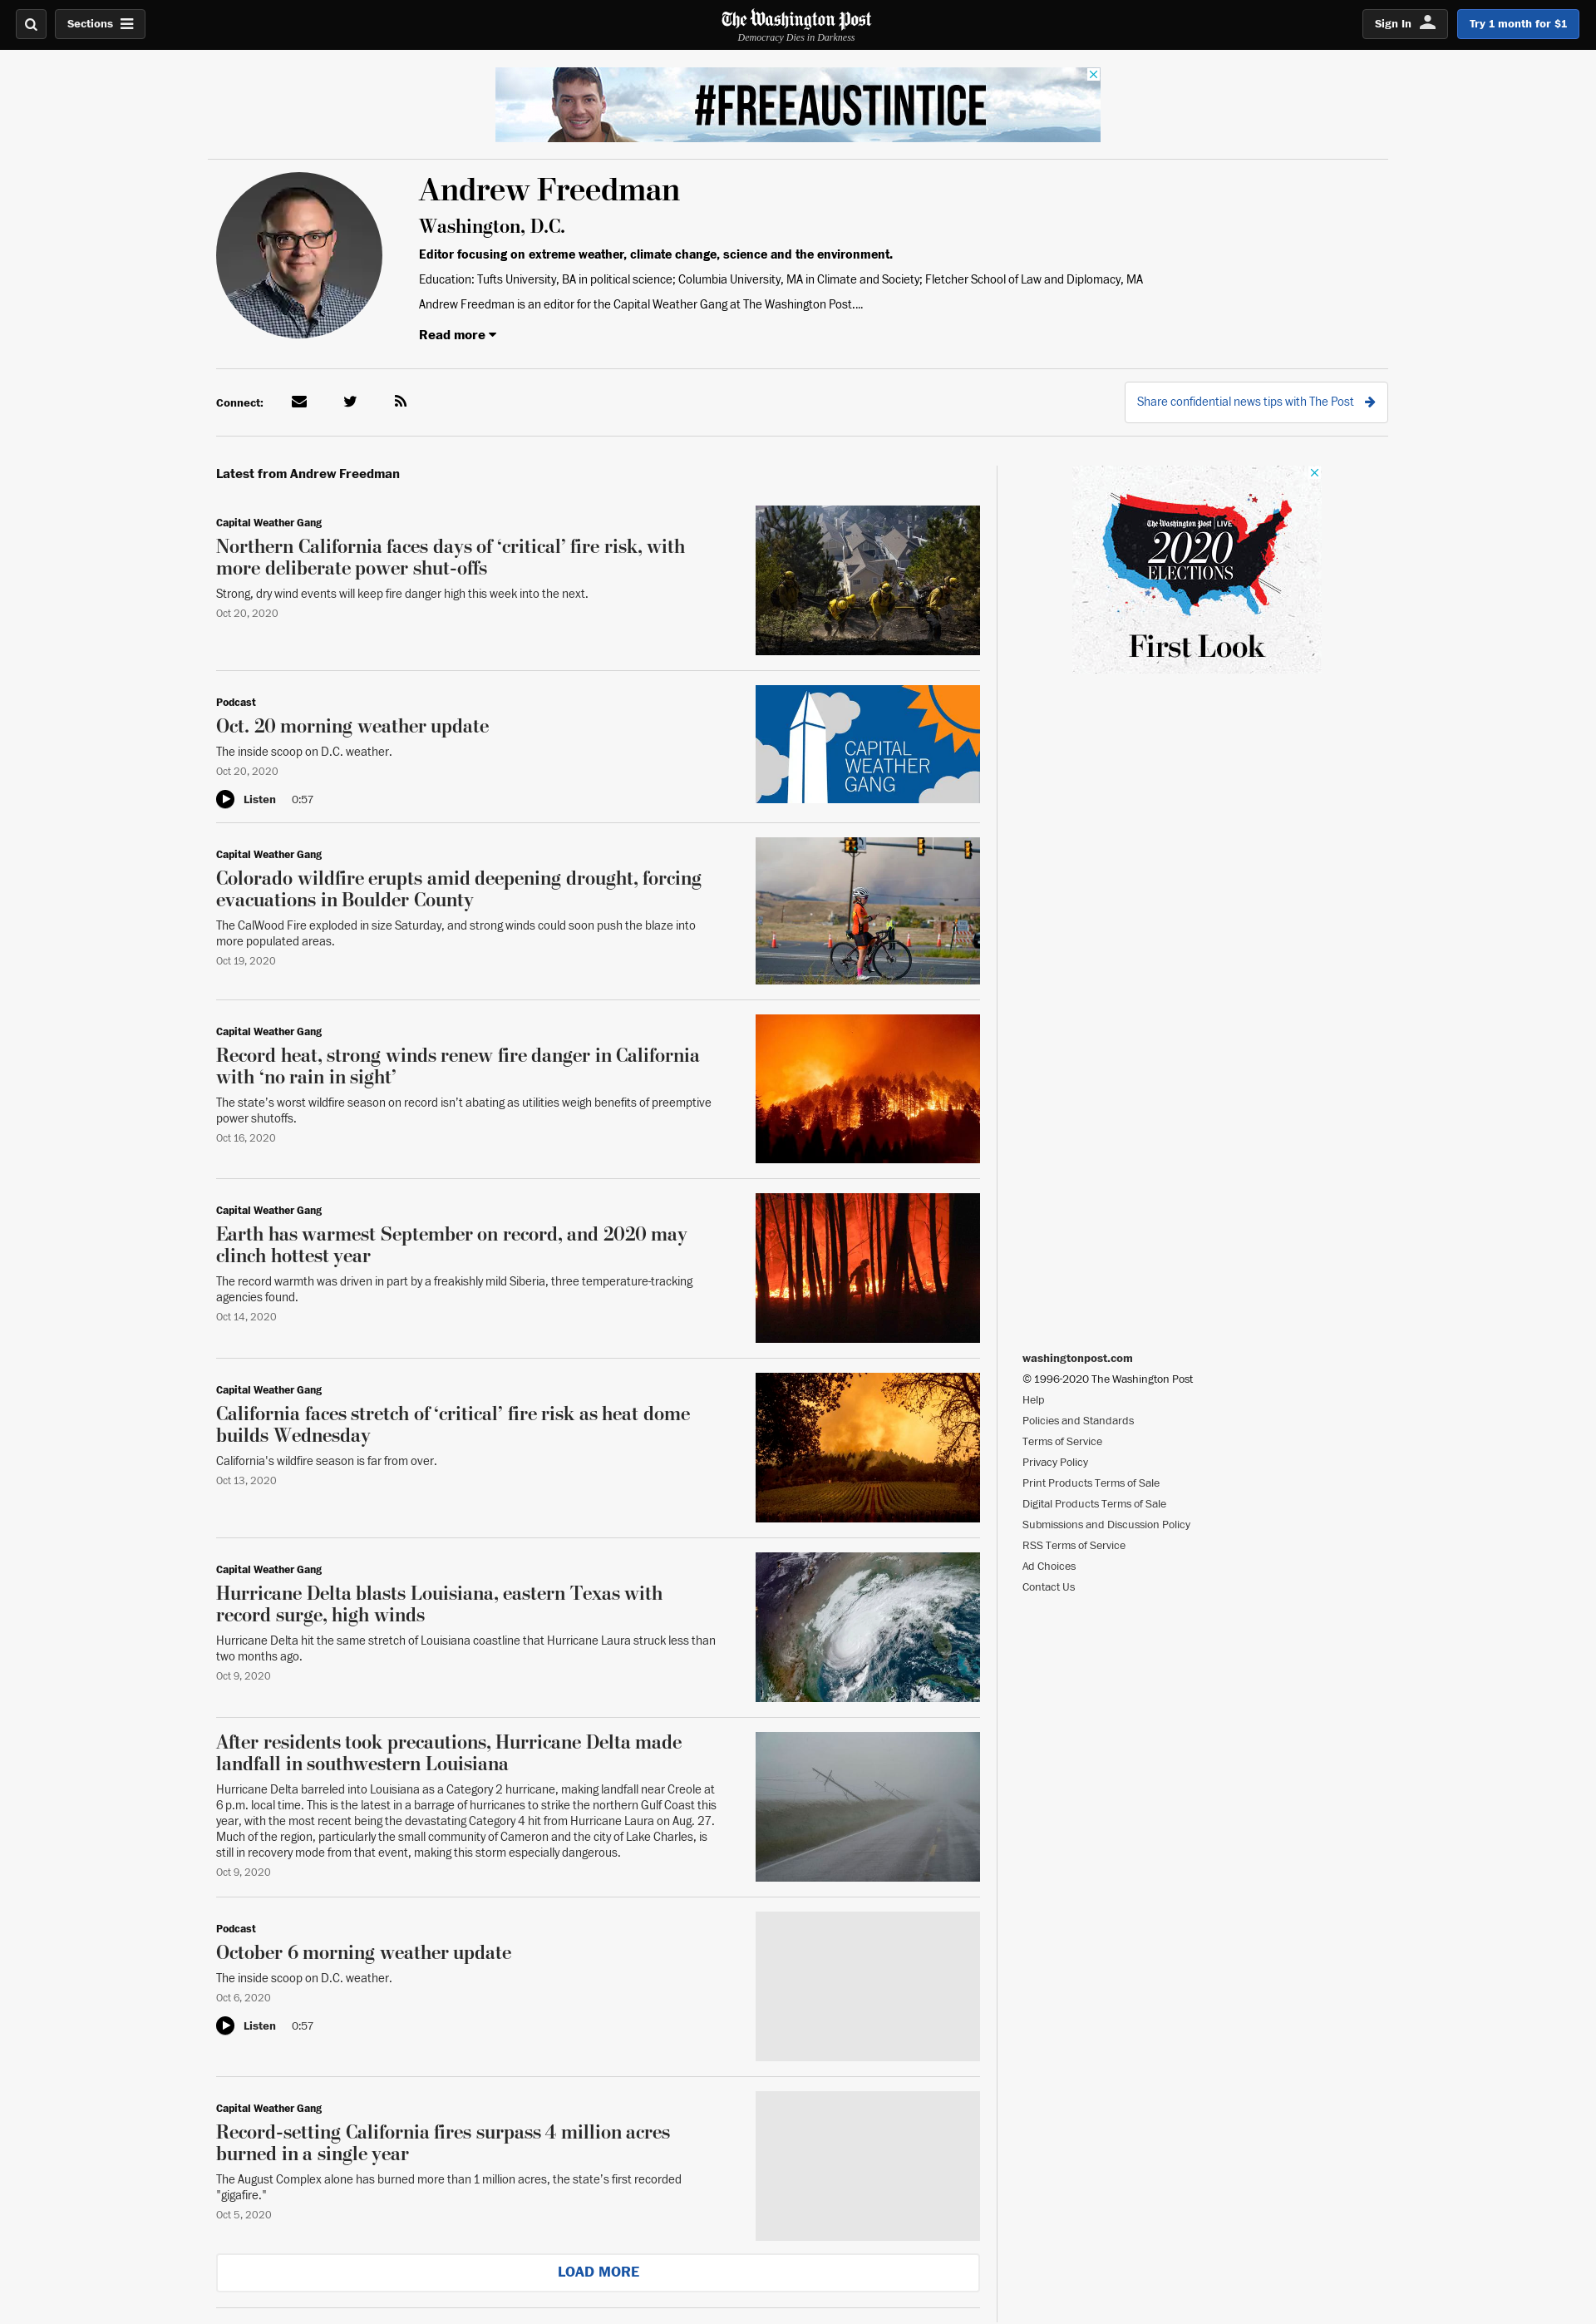 Sections
The Washington Post
Democracy Dies in Darkness
Sign In
Try 1 month for $1
#FREEAUSTINTICE
Andrew Freedman
Washington, D.C.
Editor focusing on extreme weather, climate change, science and the environment.
Education: Tufts University, BA in political science; Columbia University, MA in Climate and Society; Fletcher School of Law and Diplomacy, MA
Andrew Freedman is an editor for the Capital Weather Gang at The Washington Post....
Read more
Connect:
Share confidential news tips with The Post
Latest from Andrew Freedman
Capital Weather Gang
Northern California faces days of ‘critical’ fire risk, with
more deliberate power shut-offs
Strong, dry wind events will keep fire danger high this week into the next.
Oct 20, 2020
Podcast
Oct. 20 morning weather update
The inside scoop on D.C. weather.
Oct 20, 2020
Listen 0:57
CAPITAL
WEATHER
GANG
Capital Weather Gang
Colorado wildfire erupts amid deepening drought, forcing
evacuations in Boulder County
The CalWood Fire exploded in size Saturday, and strong winds could soon push the blaze into
more populated areas.
Oct 19, 2020
Capital Weather Gang
Record heat, strong winds renew fire danger in California
with ‘no rain in sight’
The state's worst wildfire season on record isn't abating as utilities weigh benefits of preemptive
power shutoffs.
Oct 16, 2020
Capital Weather Gang
Earth has warmest September on record, and 2020 may
clinch hottest year
The record warmth was driven in part by a freakishly mild Siberia, three temperature-tracking
agencies found.
Oct 14, 2020
Capital Weather Gang
California faces stretch of ‘critical’ fire risk as heat dome
builds Wednesday
California's wildfire season is far from over.
Oct 13, 2020
Capital Weather Gang
Hurricane Delta blasts Louisiana, eastern Texas with
record surge, high winds
Hurricane Delta hit the same stretch of Louisiana coastline that Hurricane Laura struck less than
two months ago.
Oct 9, 2020
After residents took precautions, Hurricane Delta made
landfall in southwestern Louisiana
Hurricane Delta barreled into Louisiana as a Category 2 hurricane, making landfall near Creole at
6 p.m. local time. This is the latest in a barrage of hurricanes to strike the northern Gulf Coast this
year, with the most recent being the devastating Category 4 hit from Hurricane Laura on Aug. 27.
Much of the region, particularly the small community of Cameron and the city of Lake Charles, is
still in recovery mode from that event, making this storm especially dangerous.
Oct 9, 2020
Podcast
October 6 morning weather update
The inside scoop on D.C. weather.
Oct 6, 2020
Listen 0:57
Capital Weather Gang
Record-setting California fires surpass 4 million acres
burned in a single year
The August Complex alone has burned more than 1 million acres, the state's first recorded
"gigafire."
Oct 5, 2020
LOAD MORE
The Washington Post LIVE
2020
ELECTIONS
First Look
washingtonpost.com
© 1996-2020 The Washington Post
Help
Policies and Standards
Terms of Service
Privacy Policy
Print Products Terms of Sale
Digital Products Terms of Sale
Submissions and Discussion Policy
RSS Terms of Service
Ad Choices
Contact Us